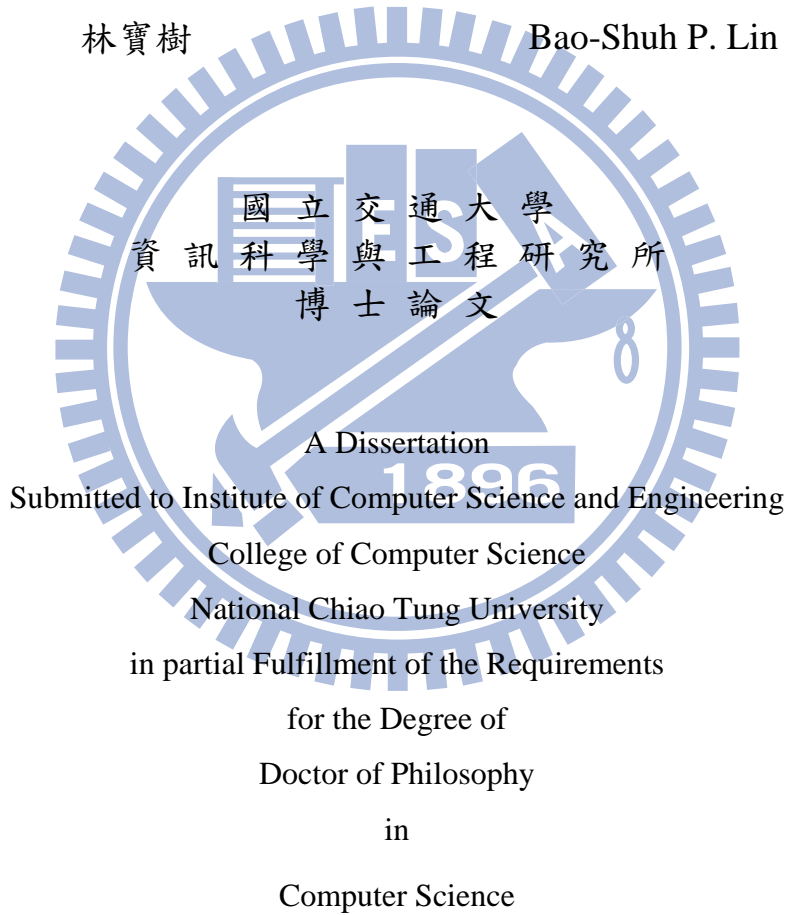 林寶樹 Bao-Shuh P. Lin
國 立 交 通 大 學
資 訊 科 學 與 工 程 研 究 所
博 士 論 文
E S A
A Dissertation
1896
Submitted to Institute of Computer Science and Engineering
College of Computer Science
National Chiao Tung University
in partial Fulfillment of the Requirements
for the Degree of
Doctor of Philosophy
in
Computer Science